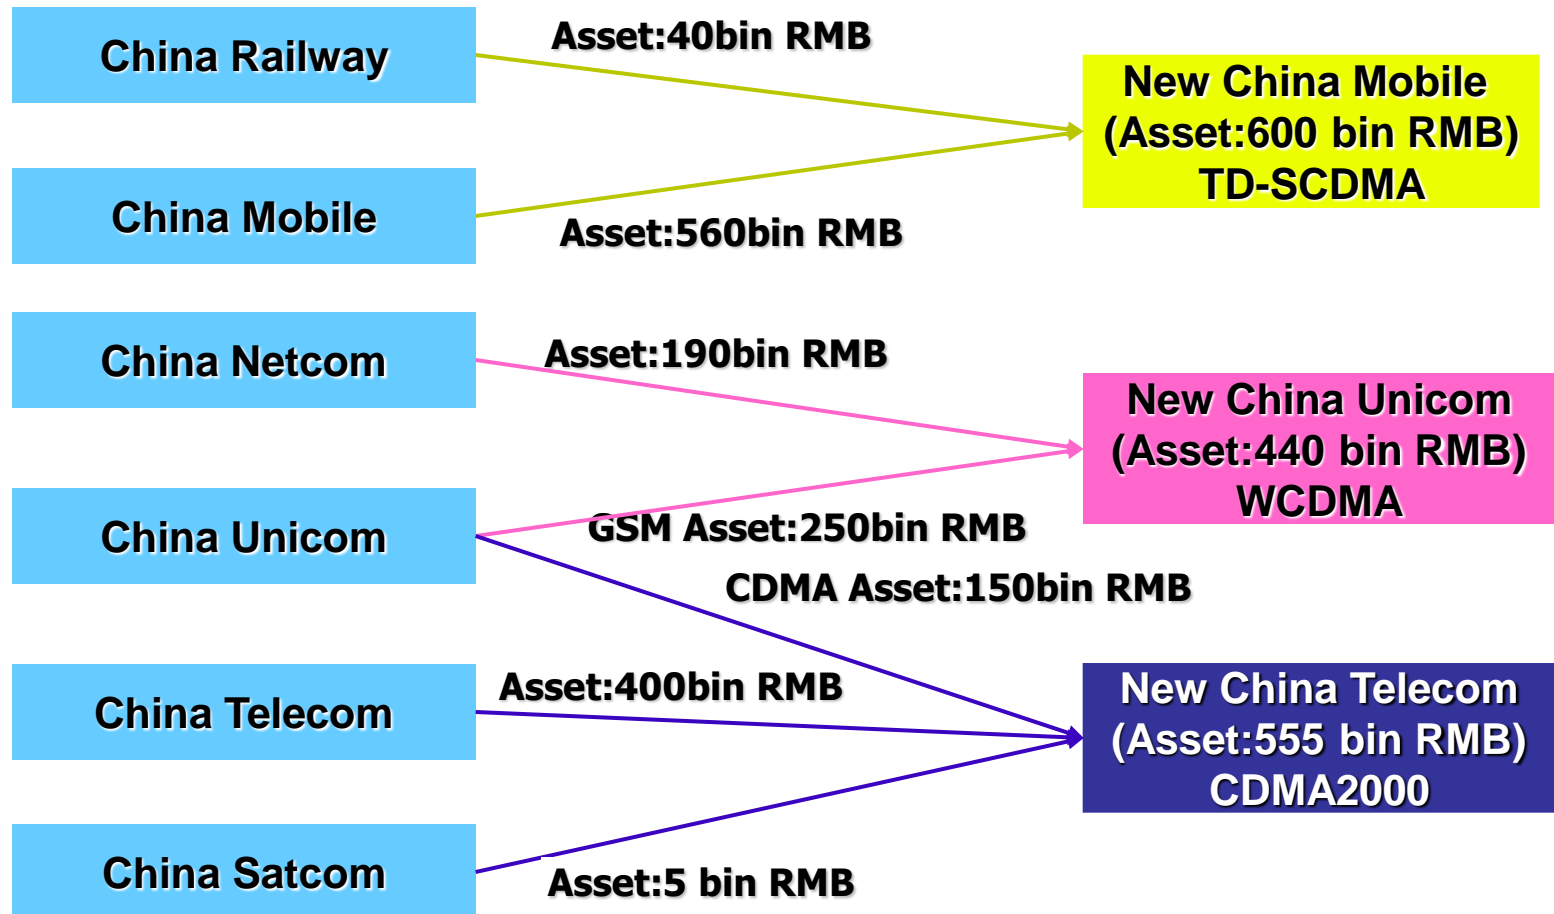 China Railway
Asset:40bin RMB
New China Mobile
(Asset:600 bin RMB)
TD-SCDMA
China Mobile
Asset:560bin RMB
China Netcom
Asset:190bin RMB
New China Unicom
(Asset:440 bin RMB)
WCDMA
China Unicom
GSM Asset:250bin RMB
CDMA Asset:150bin RMB
China Telecom
Asset:400bin RMB
New China Telecom
(Asset:555 bin RMB)
CDMA2000
China Satcom
Asset:5 bin RMB